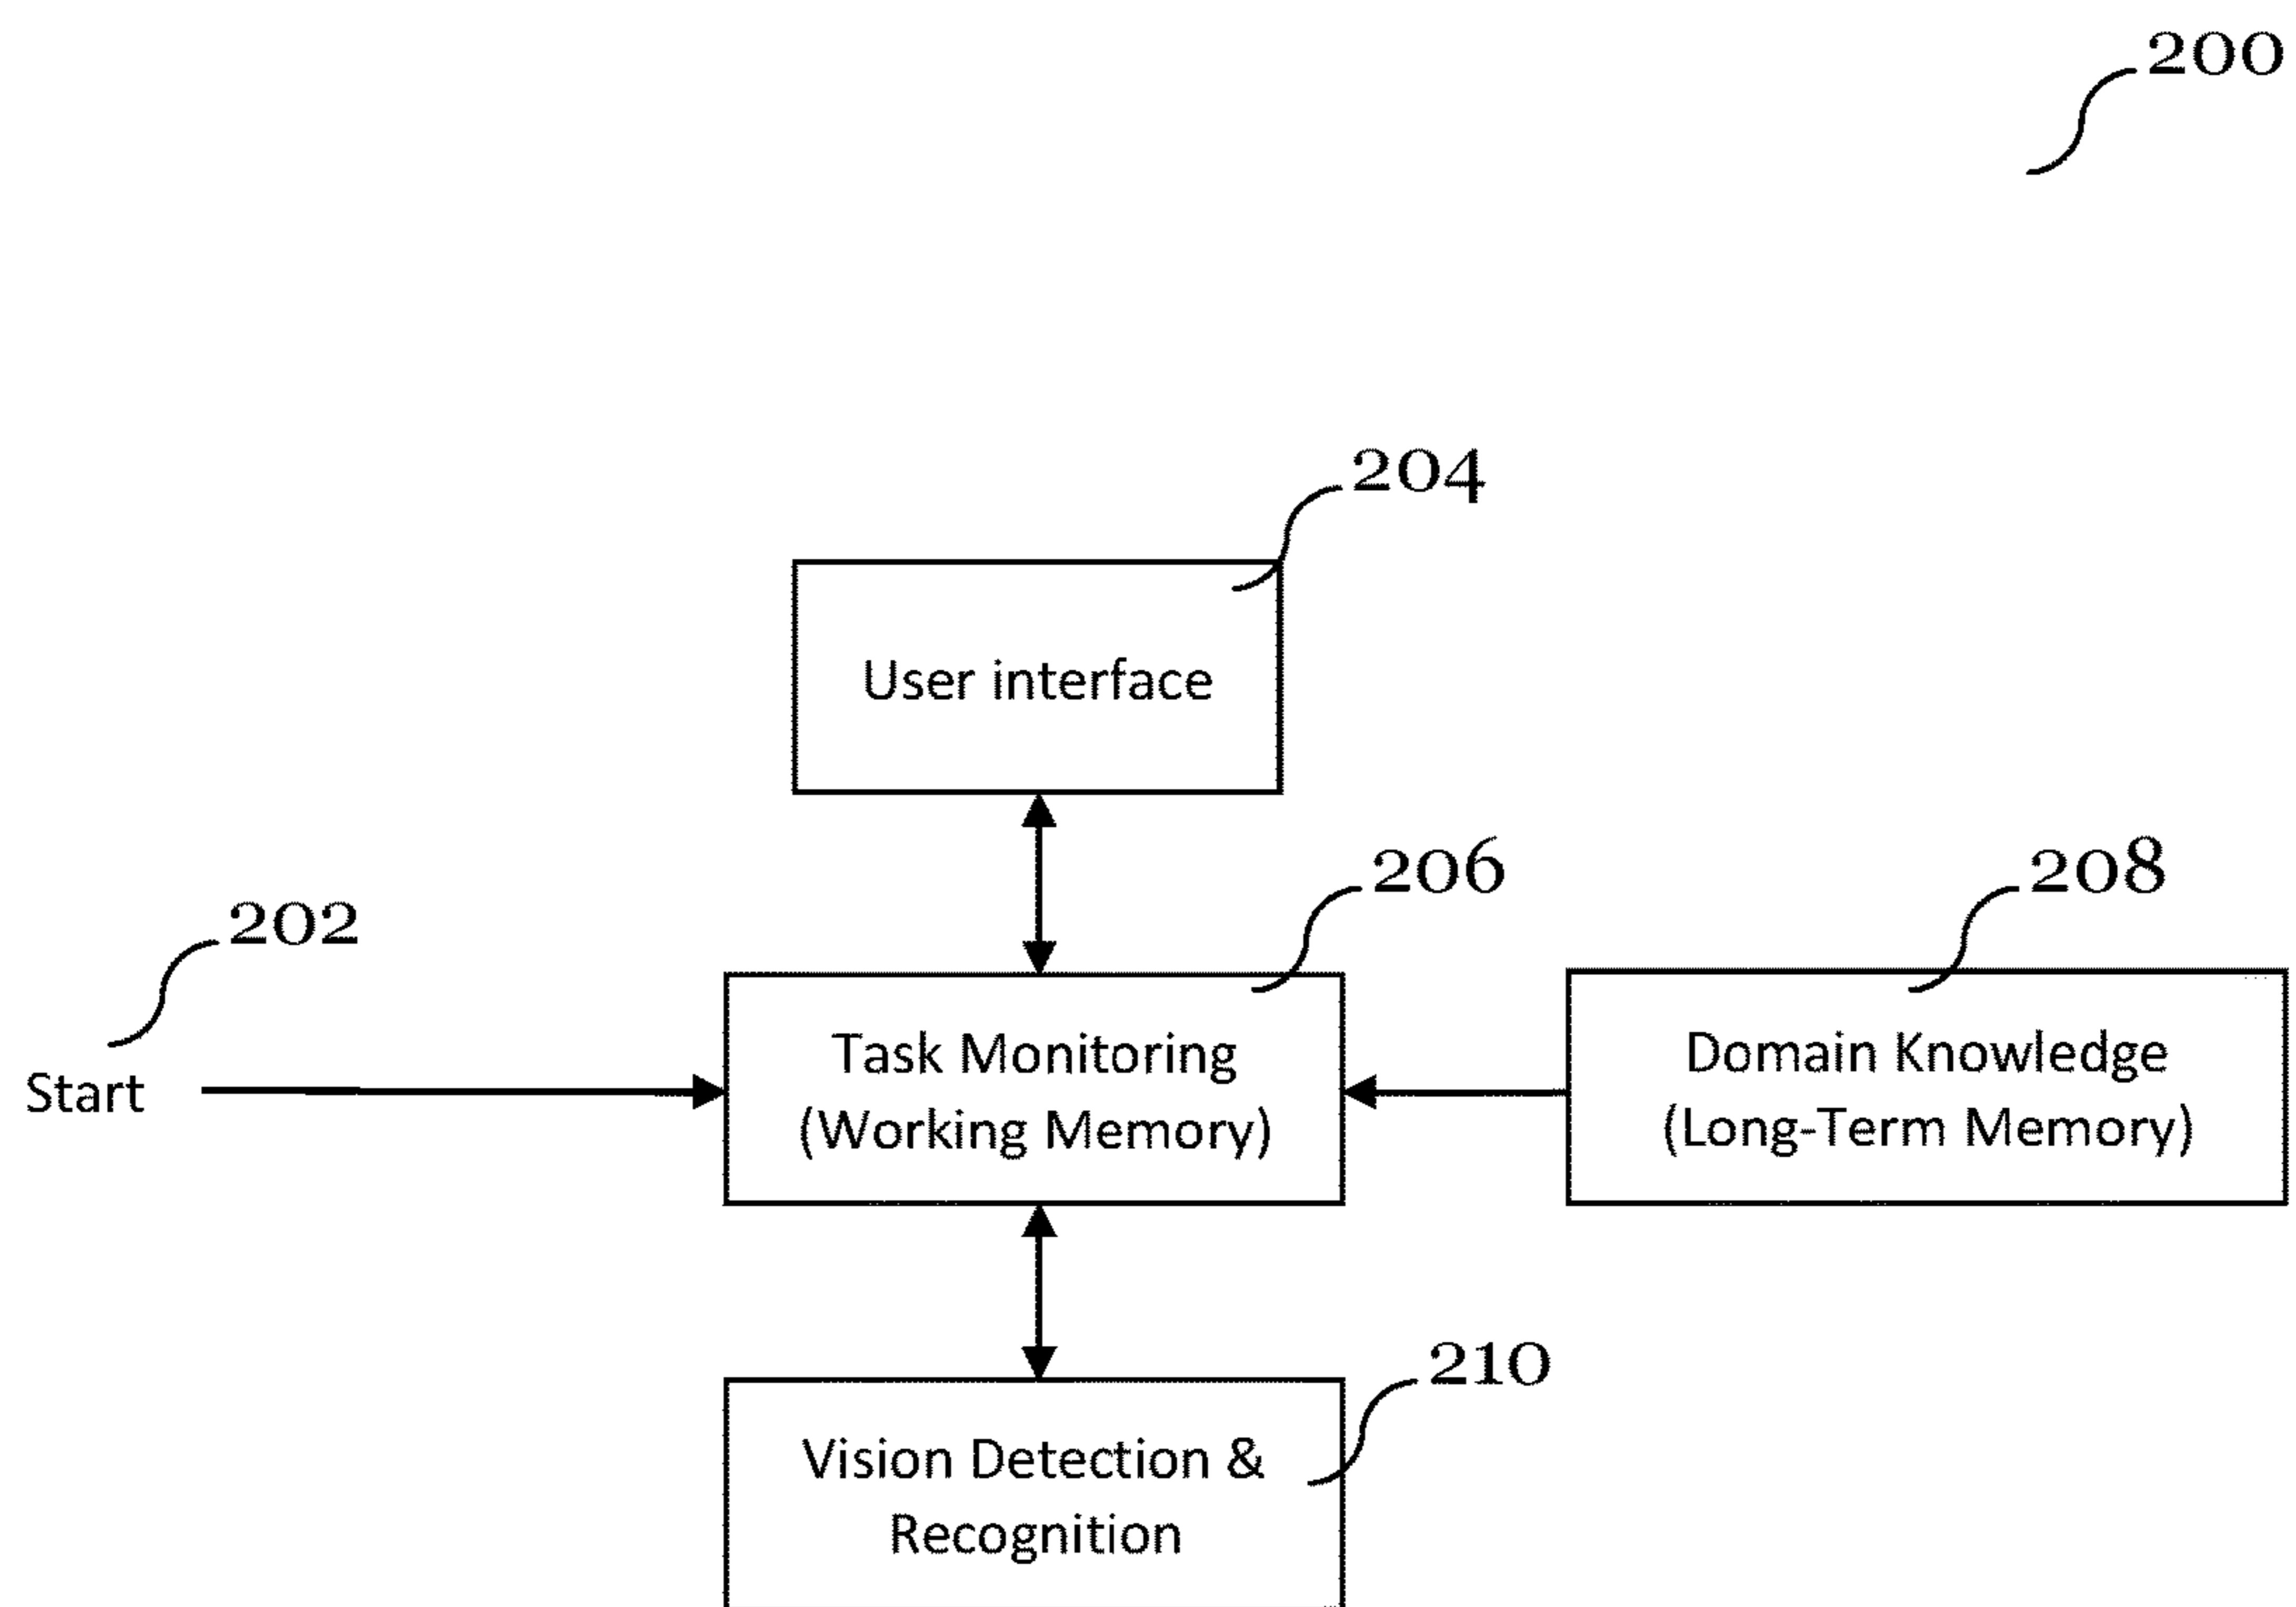 200
204
User interface
206
208
202
Task Monitoring
(Working Memory)
Domain Knowledge
(Long-Term Memory)
Start
210
Vision Detection &
Recognition